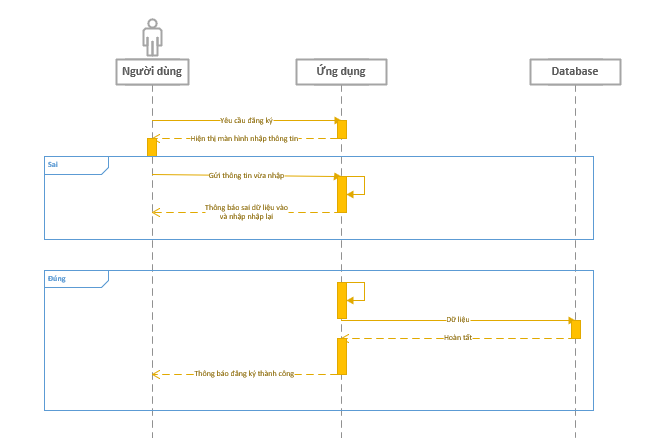 Người dùng
Ứng dụng
Database
Yêu cầu đăng ký
Hiện thị màn hình nhập thông tin
Sai
Gửi thông tin vừa nhập
Thông báo sai dữ liệu vào
và nhập nhập lại
Đúng
Dữ liệu
Hoàn tất
Thông báo đăng ký thành công